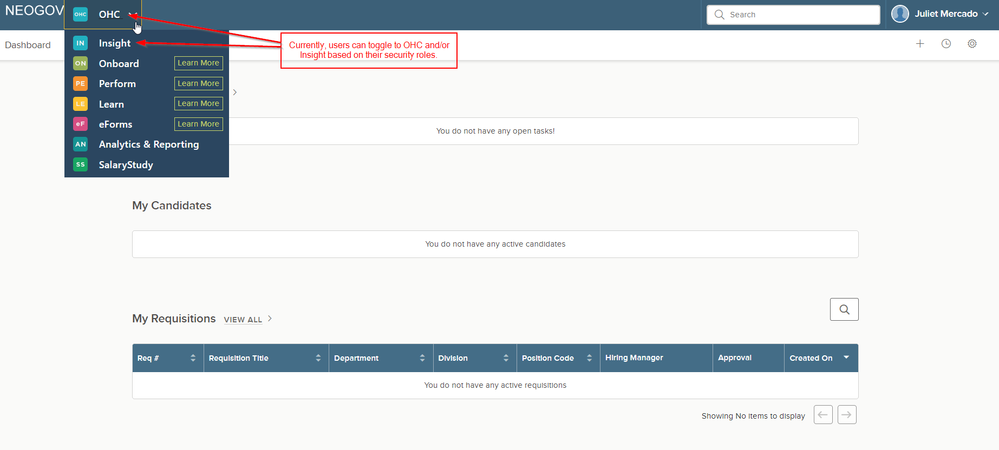 NEOGOV
OHC OHC
Search
Juliet Mercado
Dashboard
IN Insight
ON Onboard Learn More
PE Perform Learn More
LE Learn Learn More
eF eForms Learn More
AN Analytics & Reporting
SS SalaryStudy
Currently, users can toggle to OHC and/or
Insight based on their security roles.
You do not have any open tasks!
My Candidates
You do not have any active candidates
My Requisitions VIEW ALL
Req # Requisition Title Department Division Position Code Hiring Manager Approval Created On
You do not have any active requisitions
Showing No items to display